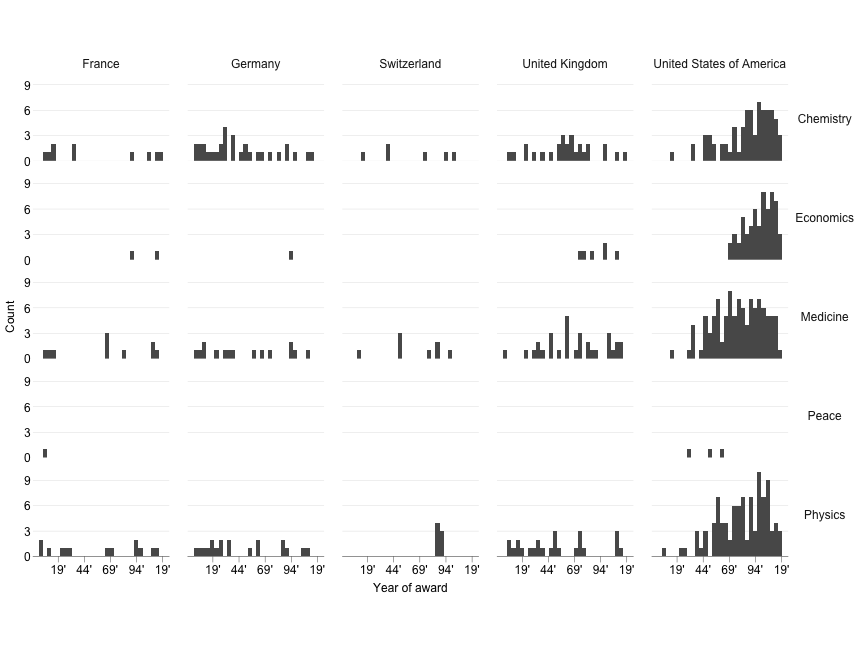 France Germany Switzerland United Kingdom United States of America
9
6
3
0
Chemistry
9
6
3
0
Economics
9
6
3
0
Medicine
Count
9
6
3
0
Peace
9
6
3
0
Physics
19' 44' 69' 94' 19' 19' 44' 69' 94' 19' 19' 44' 69' 94' 19' 19' 44' 69' 94' 19' 19' 44' 69' 94' 19'
Year of award